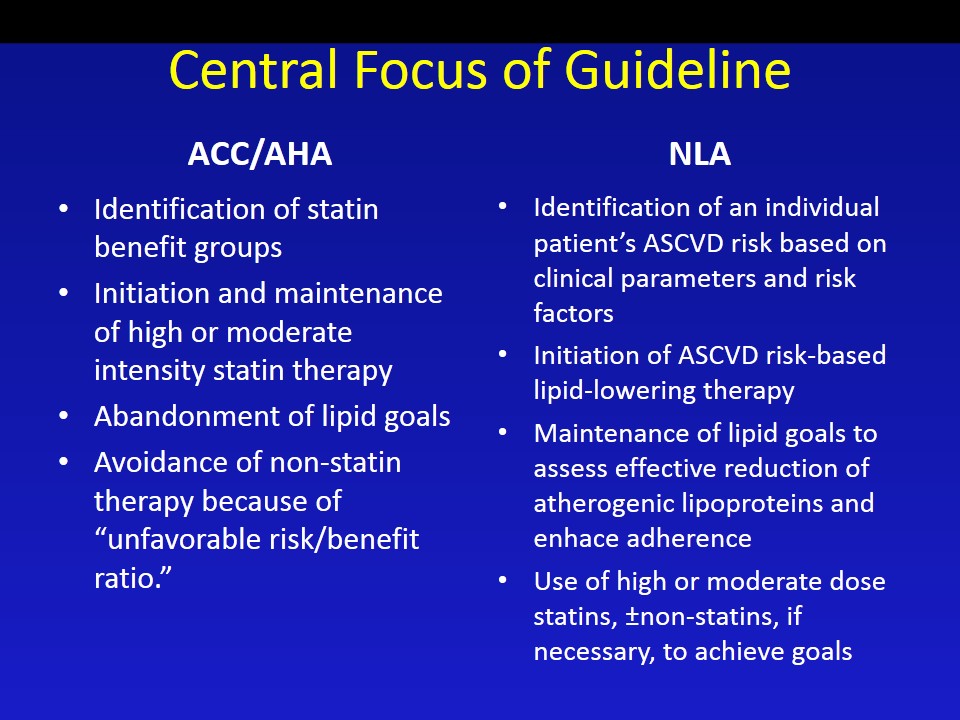 Central Focus of Guideline
ACC/AHA
• Identification of statin
benefit groups
• Initiation and maintenance
of high or moderate
intensity statin therapy
• Abandonment of lipid goals
• Avoidance of non-statin
therapy because of
“unfavorable risk/benefit
ratio.”
NLA
• Identification of an individual
patient’s ASCVD risk based on
clinical parameters and risk
factors
• Initiation of ASCVD risk-based
lipid-lowering therapy
• Maintenance of lipid goals to
assess effective reduction of
atherogenic lipoproteins and
enhace adherence
• Use of high or moderate dose
statins, ±non-statins, if
necessary, to achieve goals